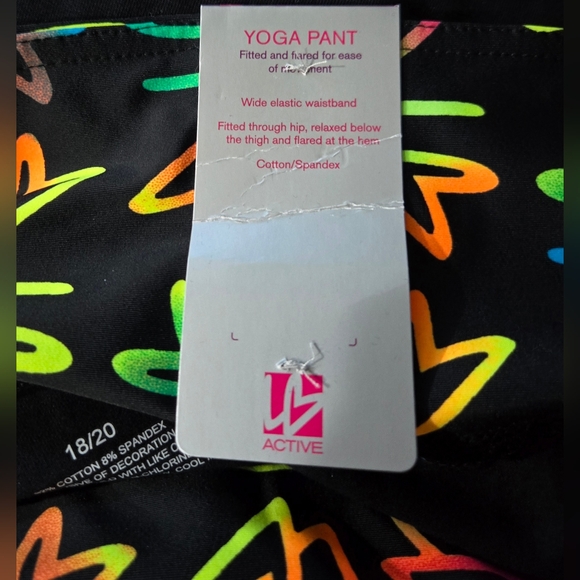 YOGA PANT
Fitted and flared for ease
of movement
Wide elastic waistband
Fitted through hip, relaxed below
the thigh and flared at the hem
Cotton/Spandex
ACTIVE
18/20
COTTON 8% SPANDEX
OF DECORATION
WITH LIKE
COOL